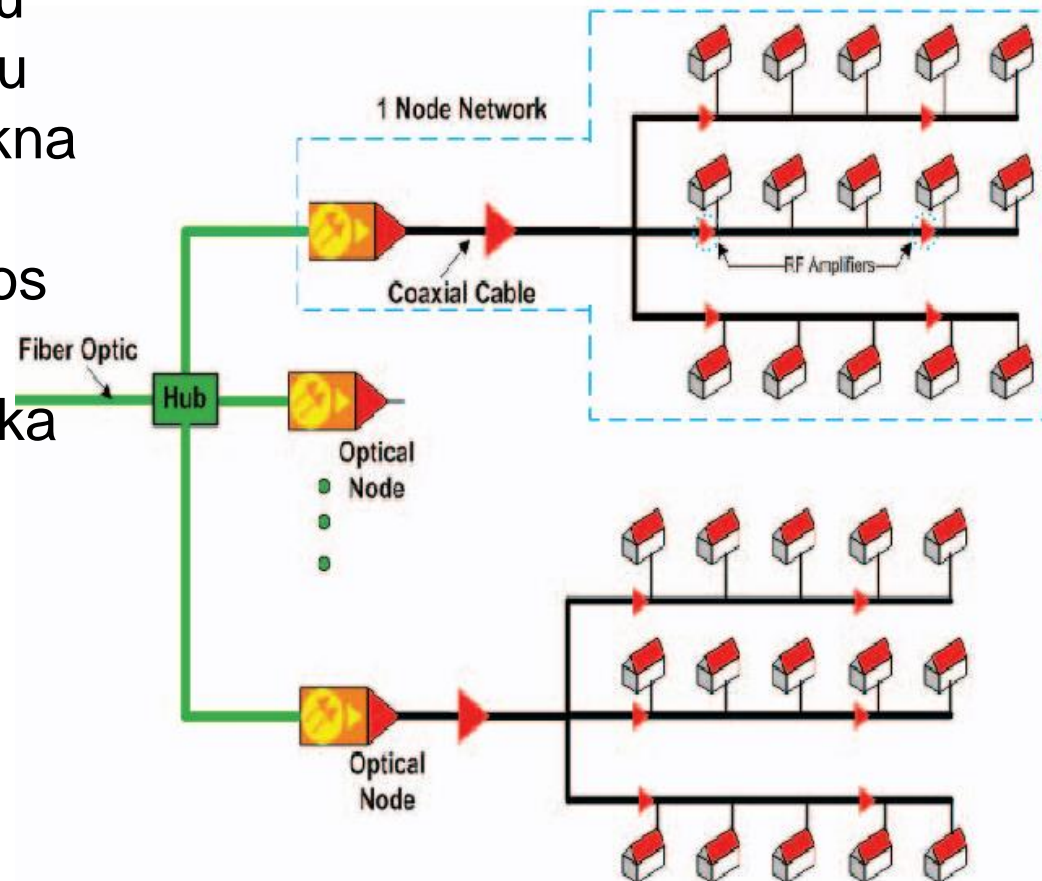 u
u
kna
os
ka
1 Node Network
Coaxial Cable
RF Amplifiers
Fiber Optic
Hub
Optical
Node
Optical
Node